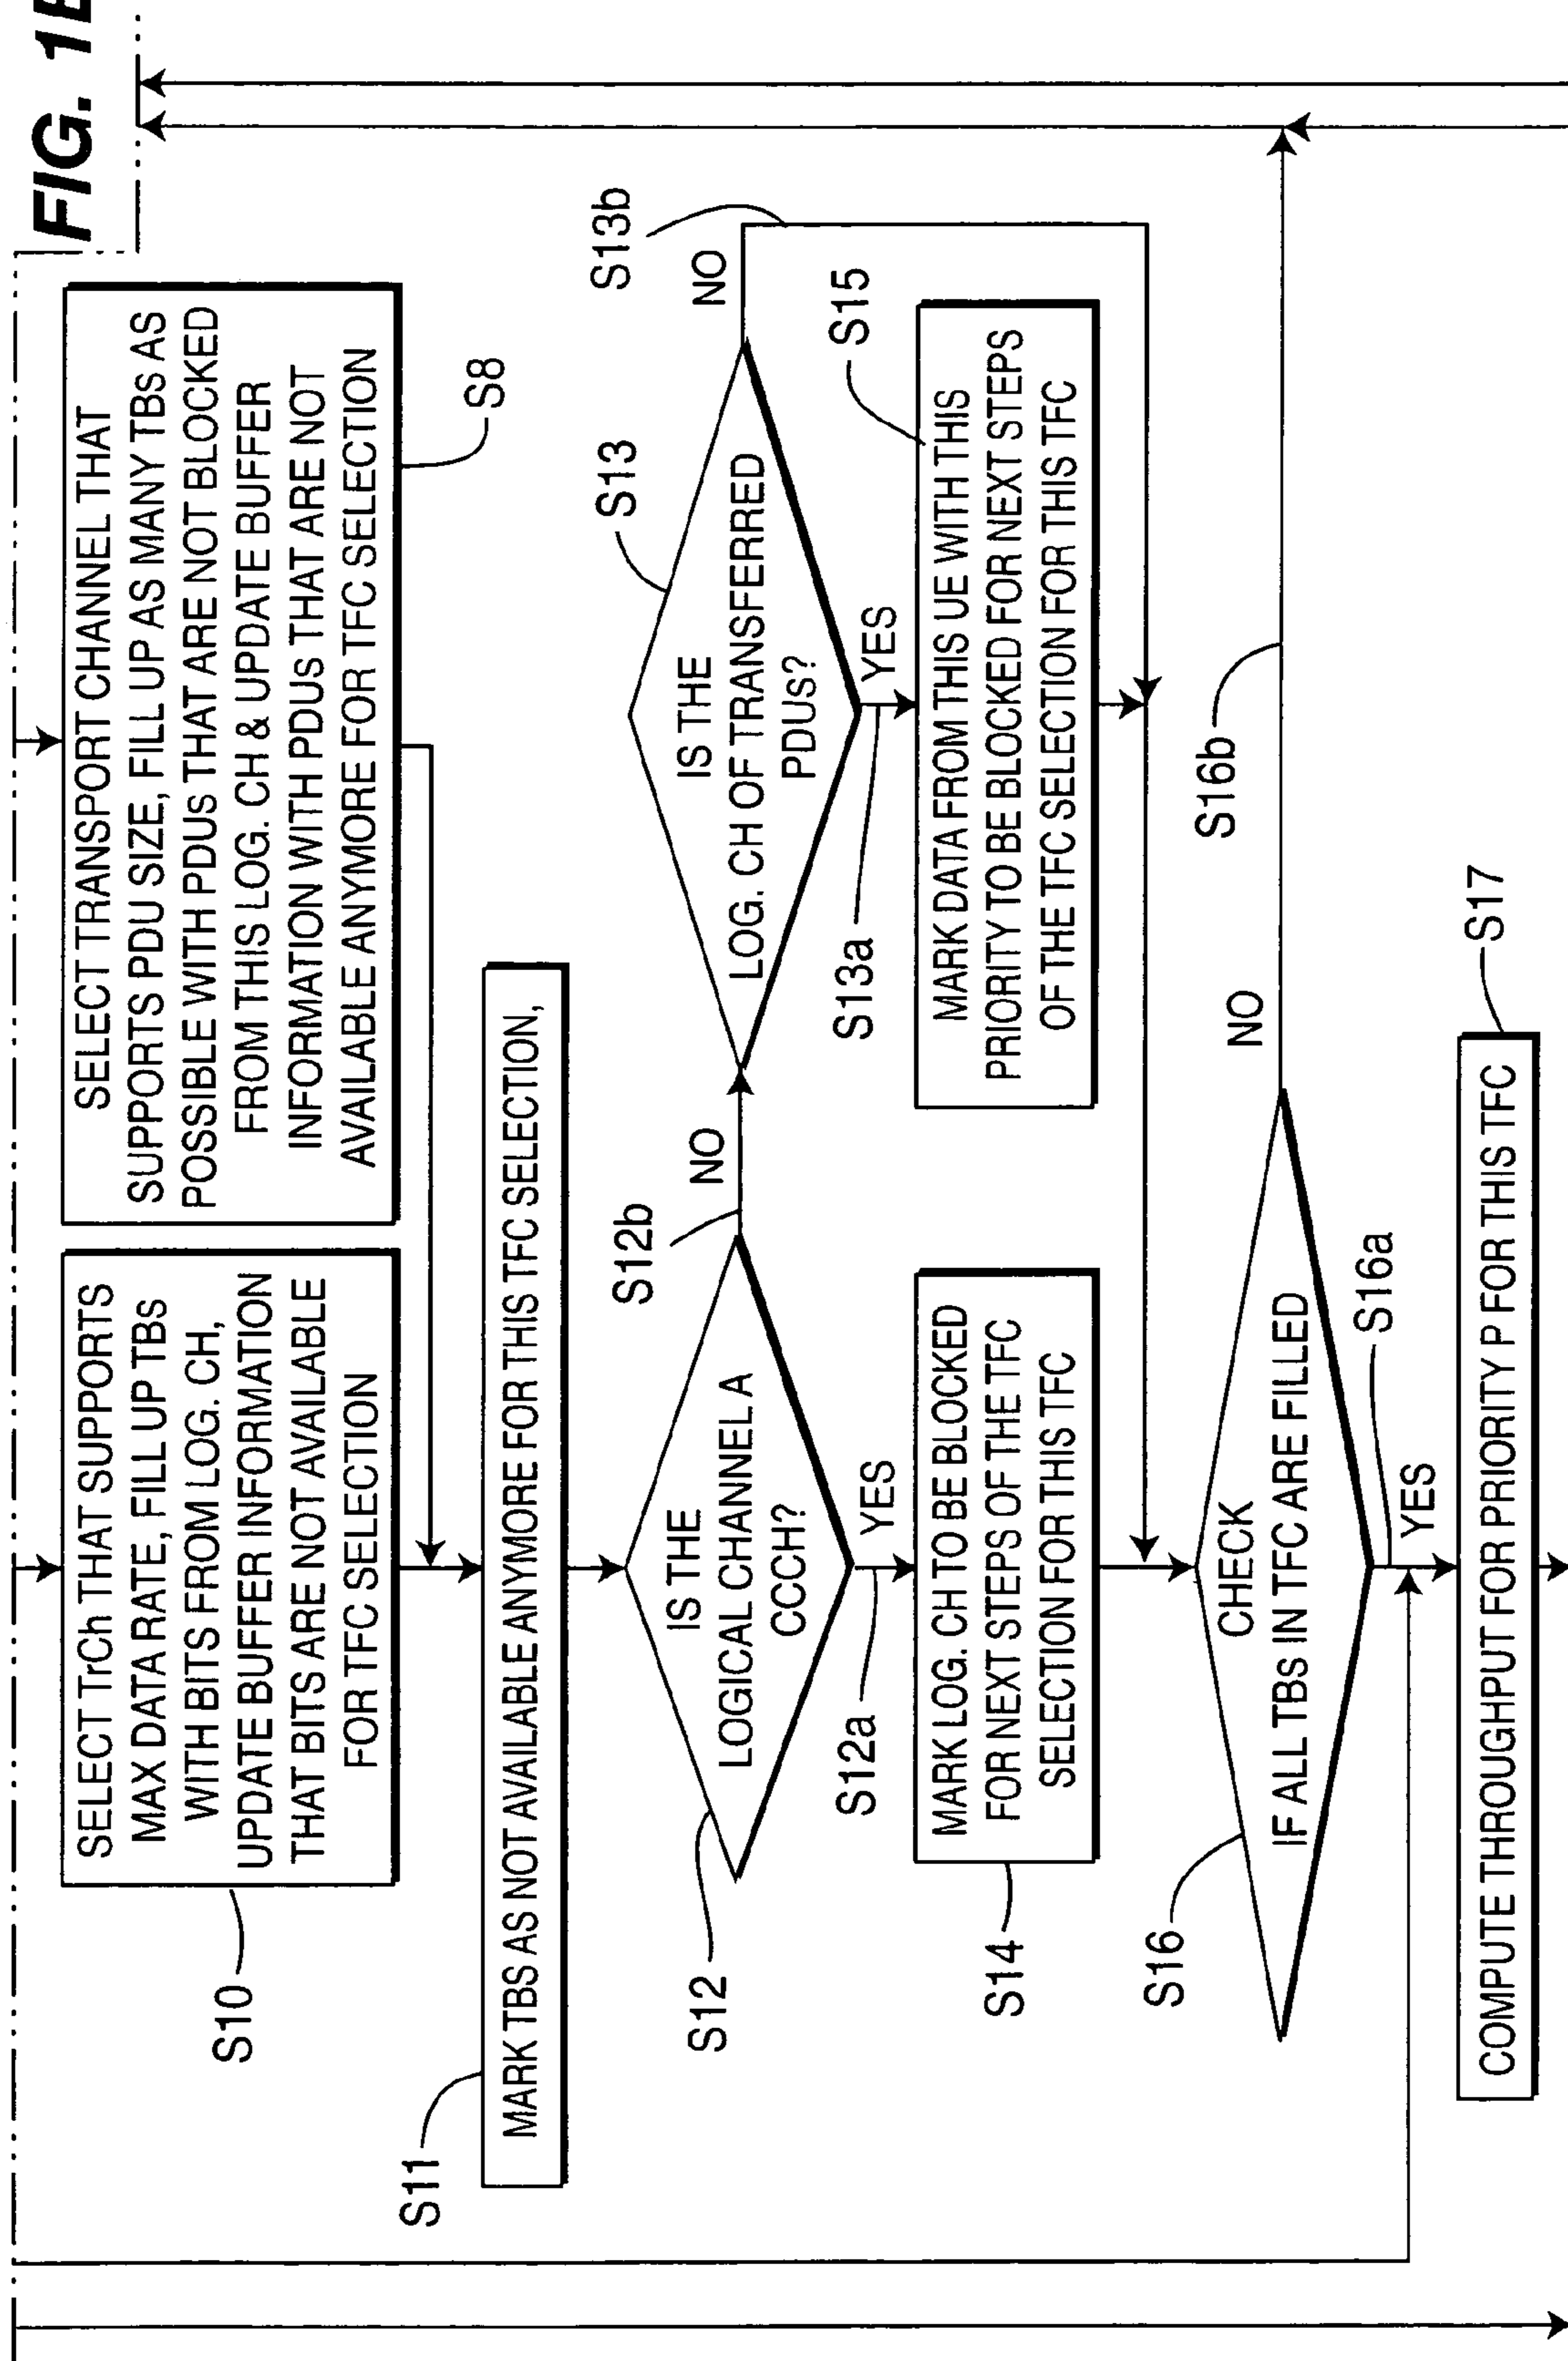 FIG. 1B
SELECT TrCh THAT SUPPORTS
MAX DATA RATE, FILL UP TBs
WITH BITS FROM LOG. CH,
UPDATE BUFFER INFORMATION
THAT BITS ARE NOT AVAILABLE
FOR TFC SELECTION
S10
SELECT TRANSPORT CHANNEL THAT
SUPPORTS PDU SIZE, FILL UP AS MANY TBs AS
POSSIBLE WITH PDUs THAT ARE NOT BLOCKED
FROM THIS LOG. CH & UPDATE BUFFER
INFORMATION WITH PDUs THAT ARE NOT
AVAILABLE ANYMORE FOR TFC SELECTION
S8
S11
MARK TBS AS NOT AVAILABLE ANYMORE FOR THIS TFC SELECTION,
S12
IS THE
LOGICAL CHANNEL A
CCCH?
S12b
NO
S12a
YES
S13
IS THE
LOG. CH OF TRANSFERRED
PDUs?
S13b
NO
S13a
YES
S14
MARK LOG. CH TO BE BLOCKED
FOR NEXT STEPS OF THE TFC
SELECTION FOR THIS TFC
S15
MARK DATA FROM THIS UE WITH THIS
PRIORITY TO BE BLOCKED FOR NEXT STEPS
OF THE TFC SELECTION FOR THIS TFC
S16
CHECK
IF ALL TBs IN TFC ARE FILLED
NO
S16b
S16a
YES
COMPUTE THROUGHPUT FOR PRIORITY P FOR THIS TFC
S17